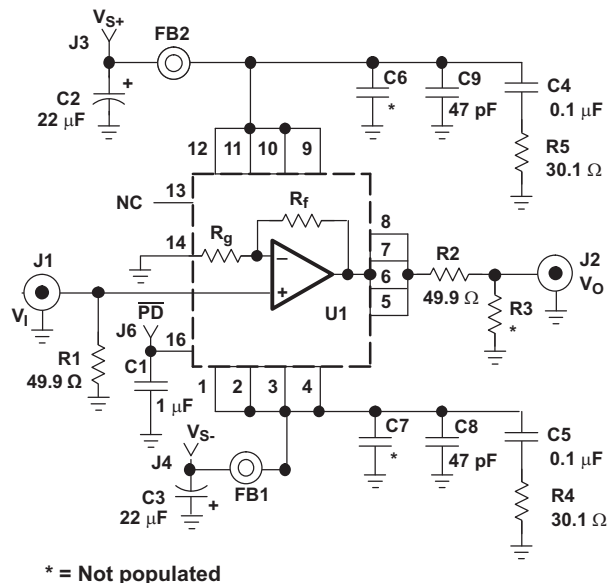 VS+
J3
FB2
C2
+
22 µF
C6
*
C9
47 pF
C4
0.1 µF
R5
30.1 Ω
12
11
10
9
NC
13
14
Rg
Rf
−
+
U1
8
7
6
5
R2
49.9 Ω
J2
VO
R3
*
J1
VI
R1
49.9 Ω
PD
J6
16
C1
1 µF
1
2
3
4
VS-
J4
FB1
C3
+
22 µF
C7
*
C8
47 pF
C5
0.1 µF
R4
30.1 Ω
* = Not populated